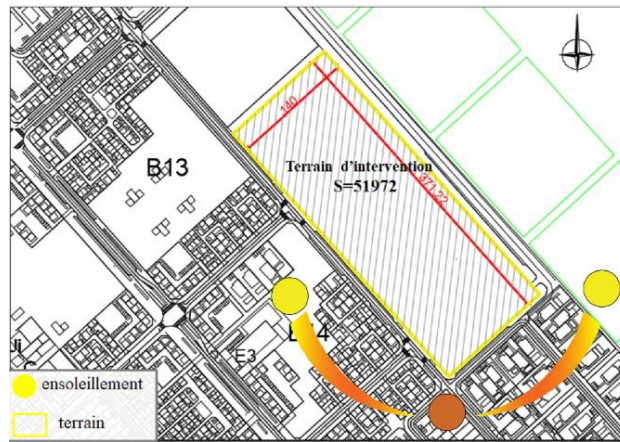 140
B13
Terrain d'intervention
S=51972
371,22
E3
ensoleillement
terrain